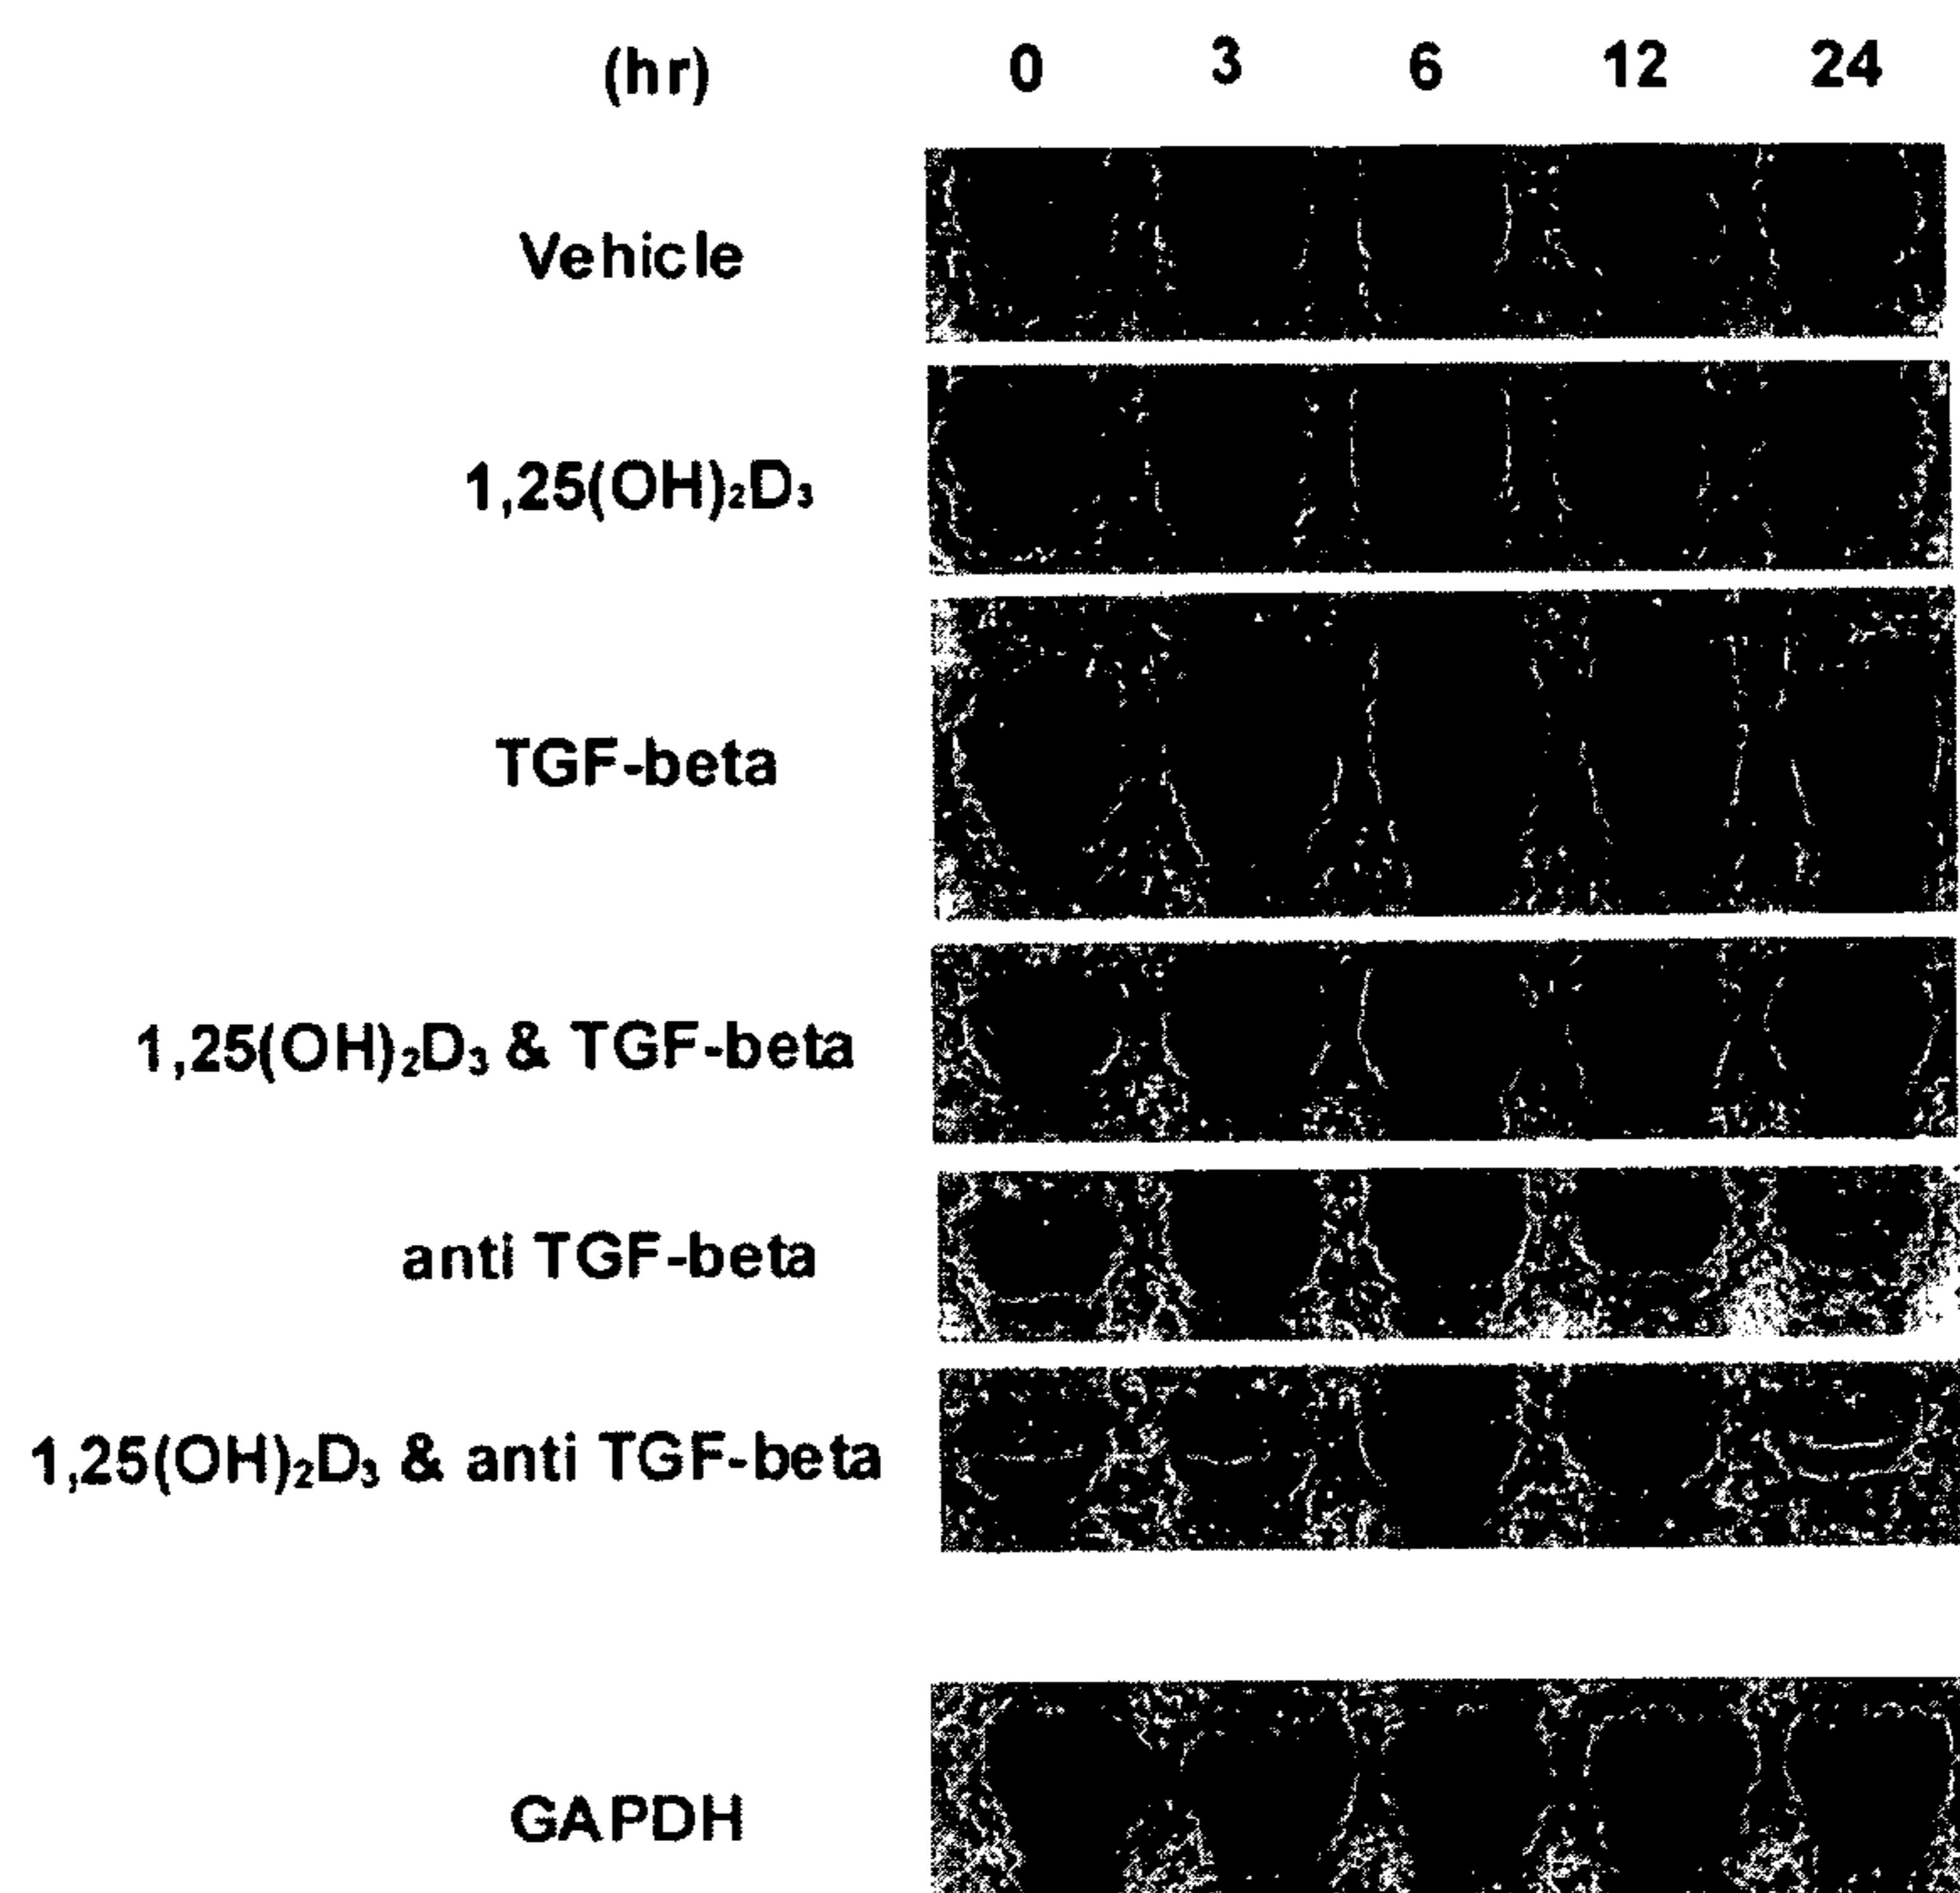 (hr) 0 3 6 12 24
Vehicle
1,25(OH)₂D₃
TGF-beta
1,25(OH)₂D₃ & TGF-beta
anti TGF-beta
1,25(OH)₂D₃ & anti TGF-beta
GAPDH